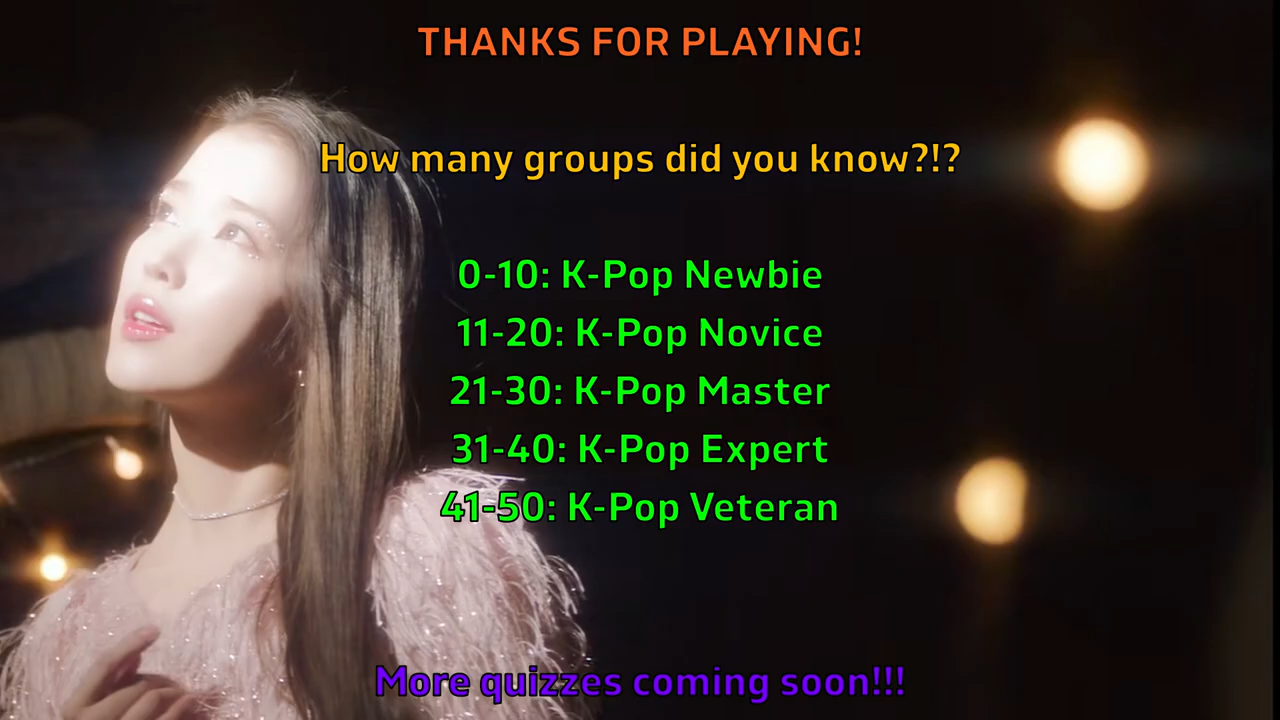 THANKS FOR PLAYING!
How many groups did you know?!?
0-10: K-Pop Newbie
11-20: K-Pop Novice
21-30: K-Pop Master
31-40: K-Pop Expert
41-50: K-Pop Veteran
More quizzes coming soon!!!